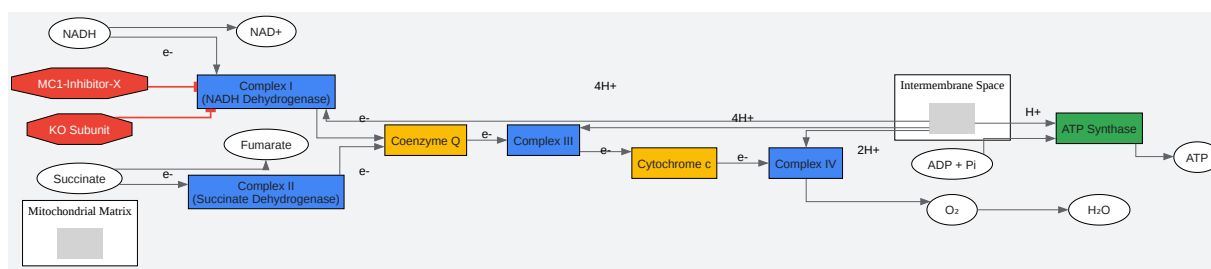 NADH
NAD+
e-
MC1-Inhibitor-X
Complex I
(NADH Dehydrogenase)
4H+
Intermembrane Space
KO Subunit
e-
4H+
H+
ATP Synthase
Coenzyme Q
e-
Complex III
Fumarate
e-
Cytochrome c
e-
Complex IV
2H+
ADP + Pi
ATP
Succinate
e-
e-
Complex II
(Succinate Dehydrogenase)
Mitochondrial Matrix
O₂
H₂O